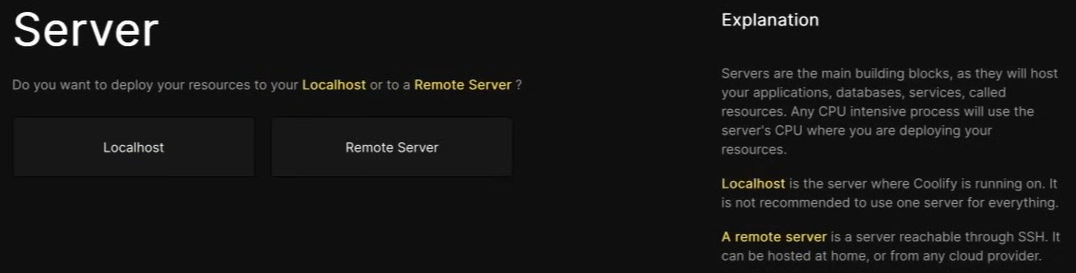 Server
Do you want to deploy your resources to your Localhost or to a Remote Server ?
Localhost
Remote Server
Explanation
Servers are the main building blocks, as they will host
your applications, databases, services, called
resources. Any CPU intensive process will use the
server's CPU where you are deploying your
resources.
Localhost is the server where Coolify is running on. It
is not recommended to use one server for everything.
A remote server is a server reachable through SSH. It
can be hosted at home, or from any cloud provider.